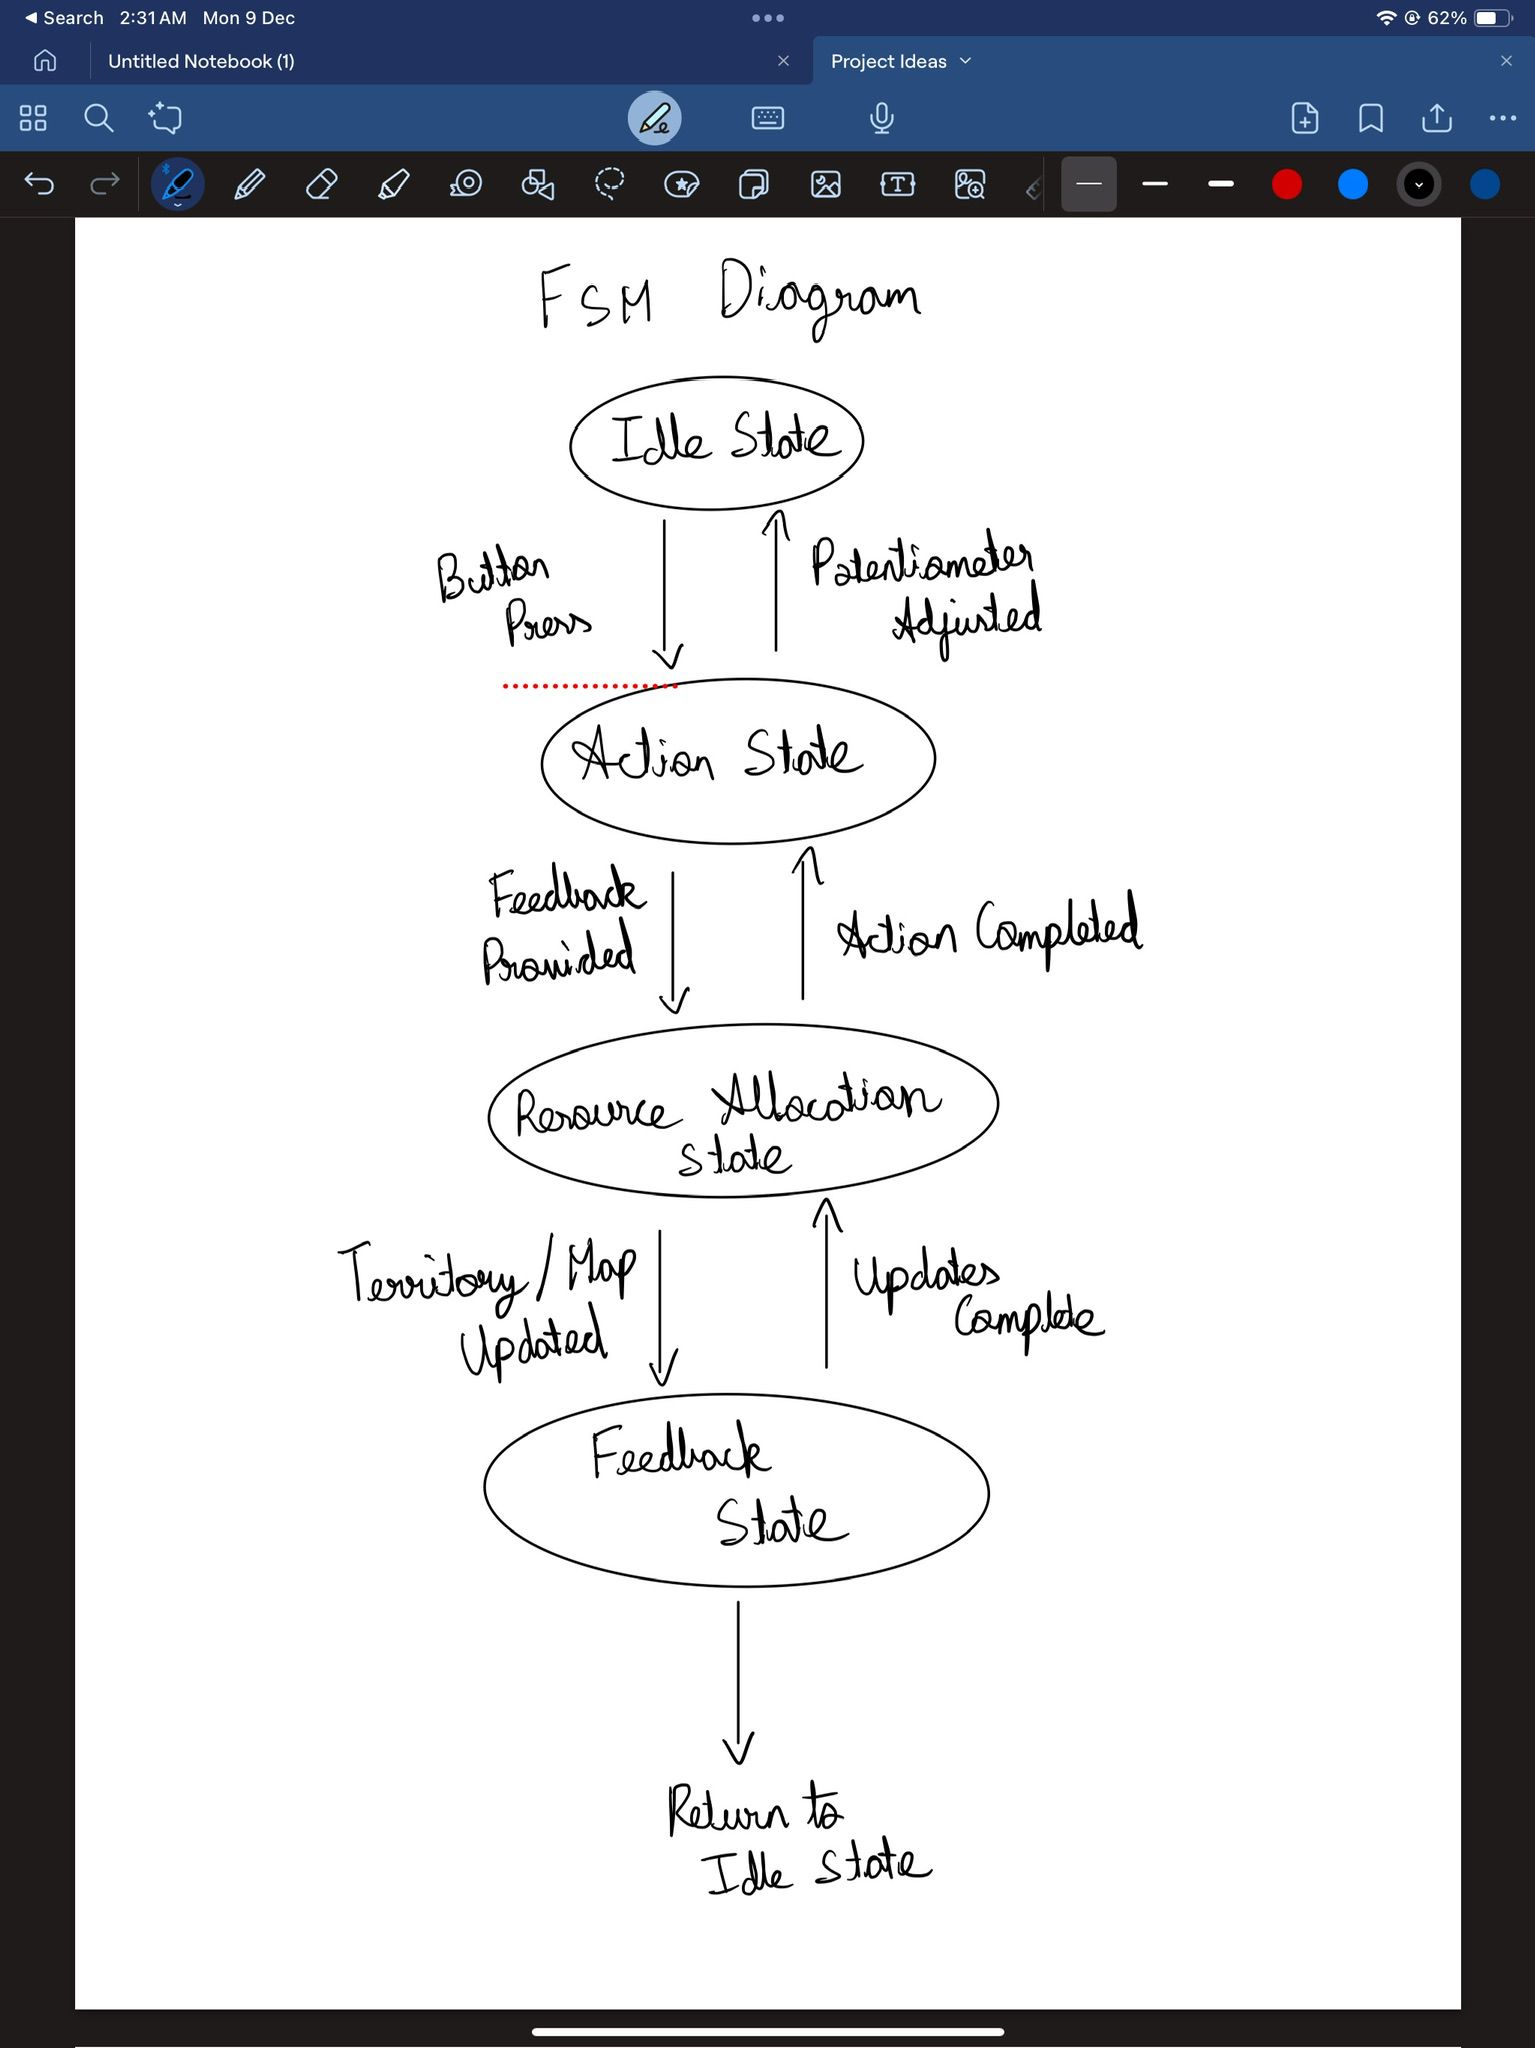 Search 2:31 AM Mon 9 Dec
62%
Untitled Notebook (1)
Project Ideas
FSM Diagram
Idle State
Button
Press
Potentiometer
Adjusted
Action State
Feedback
Provided
Action Completed
Resource Allocation
State
Territory/Map
Updated
Updates
Complete
Feedback
State
Return to
Idle State